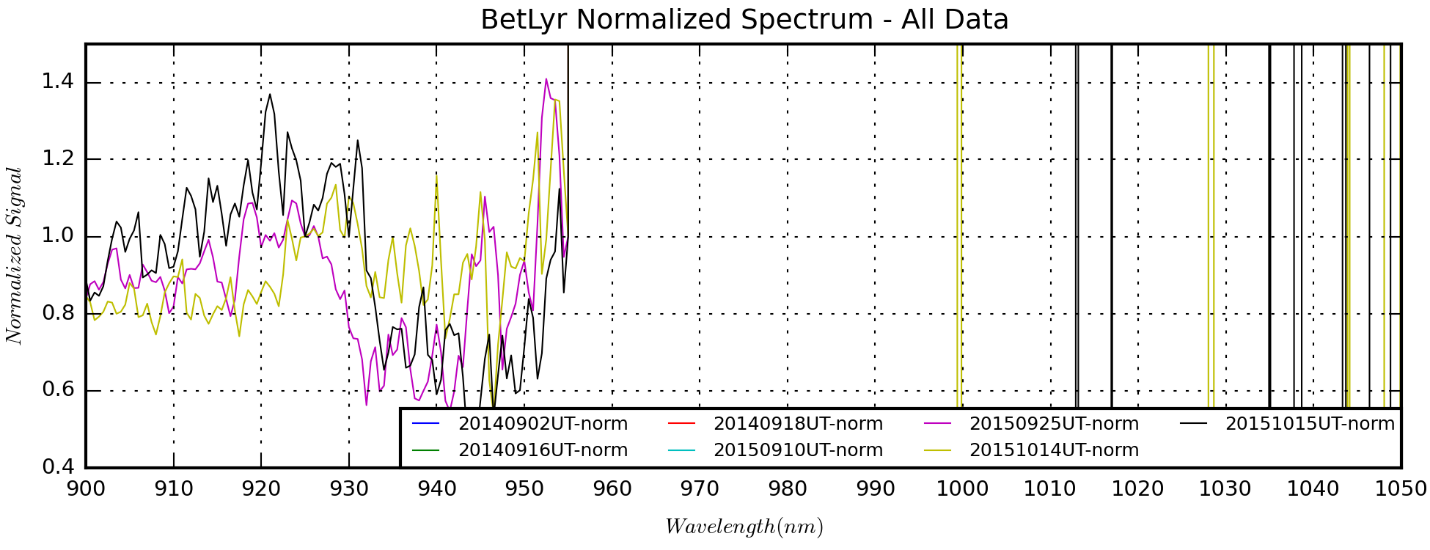 BetLyr Normalized Spectrum - All Data
Normalized Signal
1.4
1.2
1.0
0.8
0.6
0.4
20140902UT-norm 20140918UT-norm 20150925UT-norm 20151015UT-norm
20140916UT-norm 20150910UT-norm 20151014UT-norm
900 910 920 930 940 950 960 970 980 990 1000 1010 1020 1030 1040 1050
Wavelength(nm)